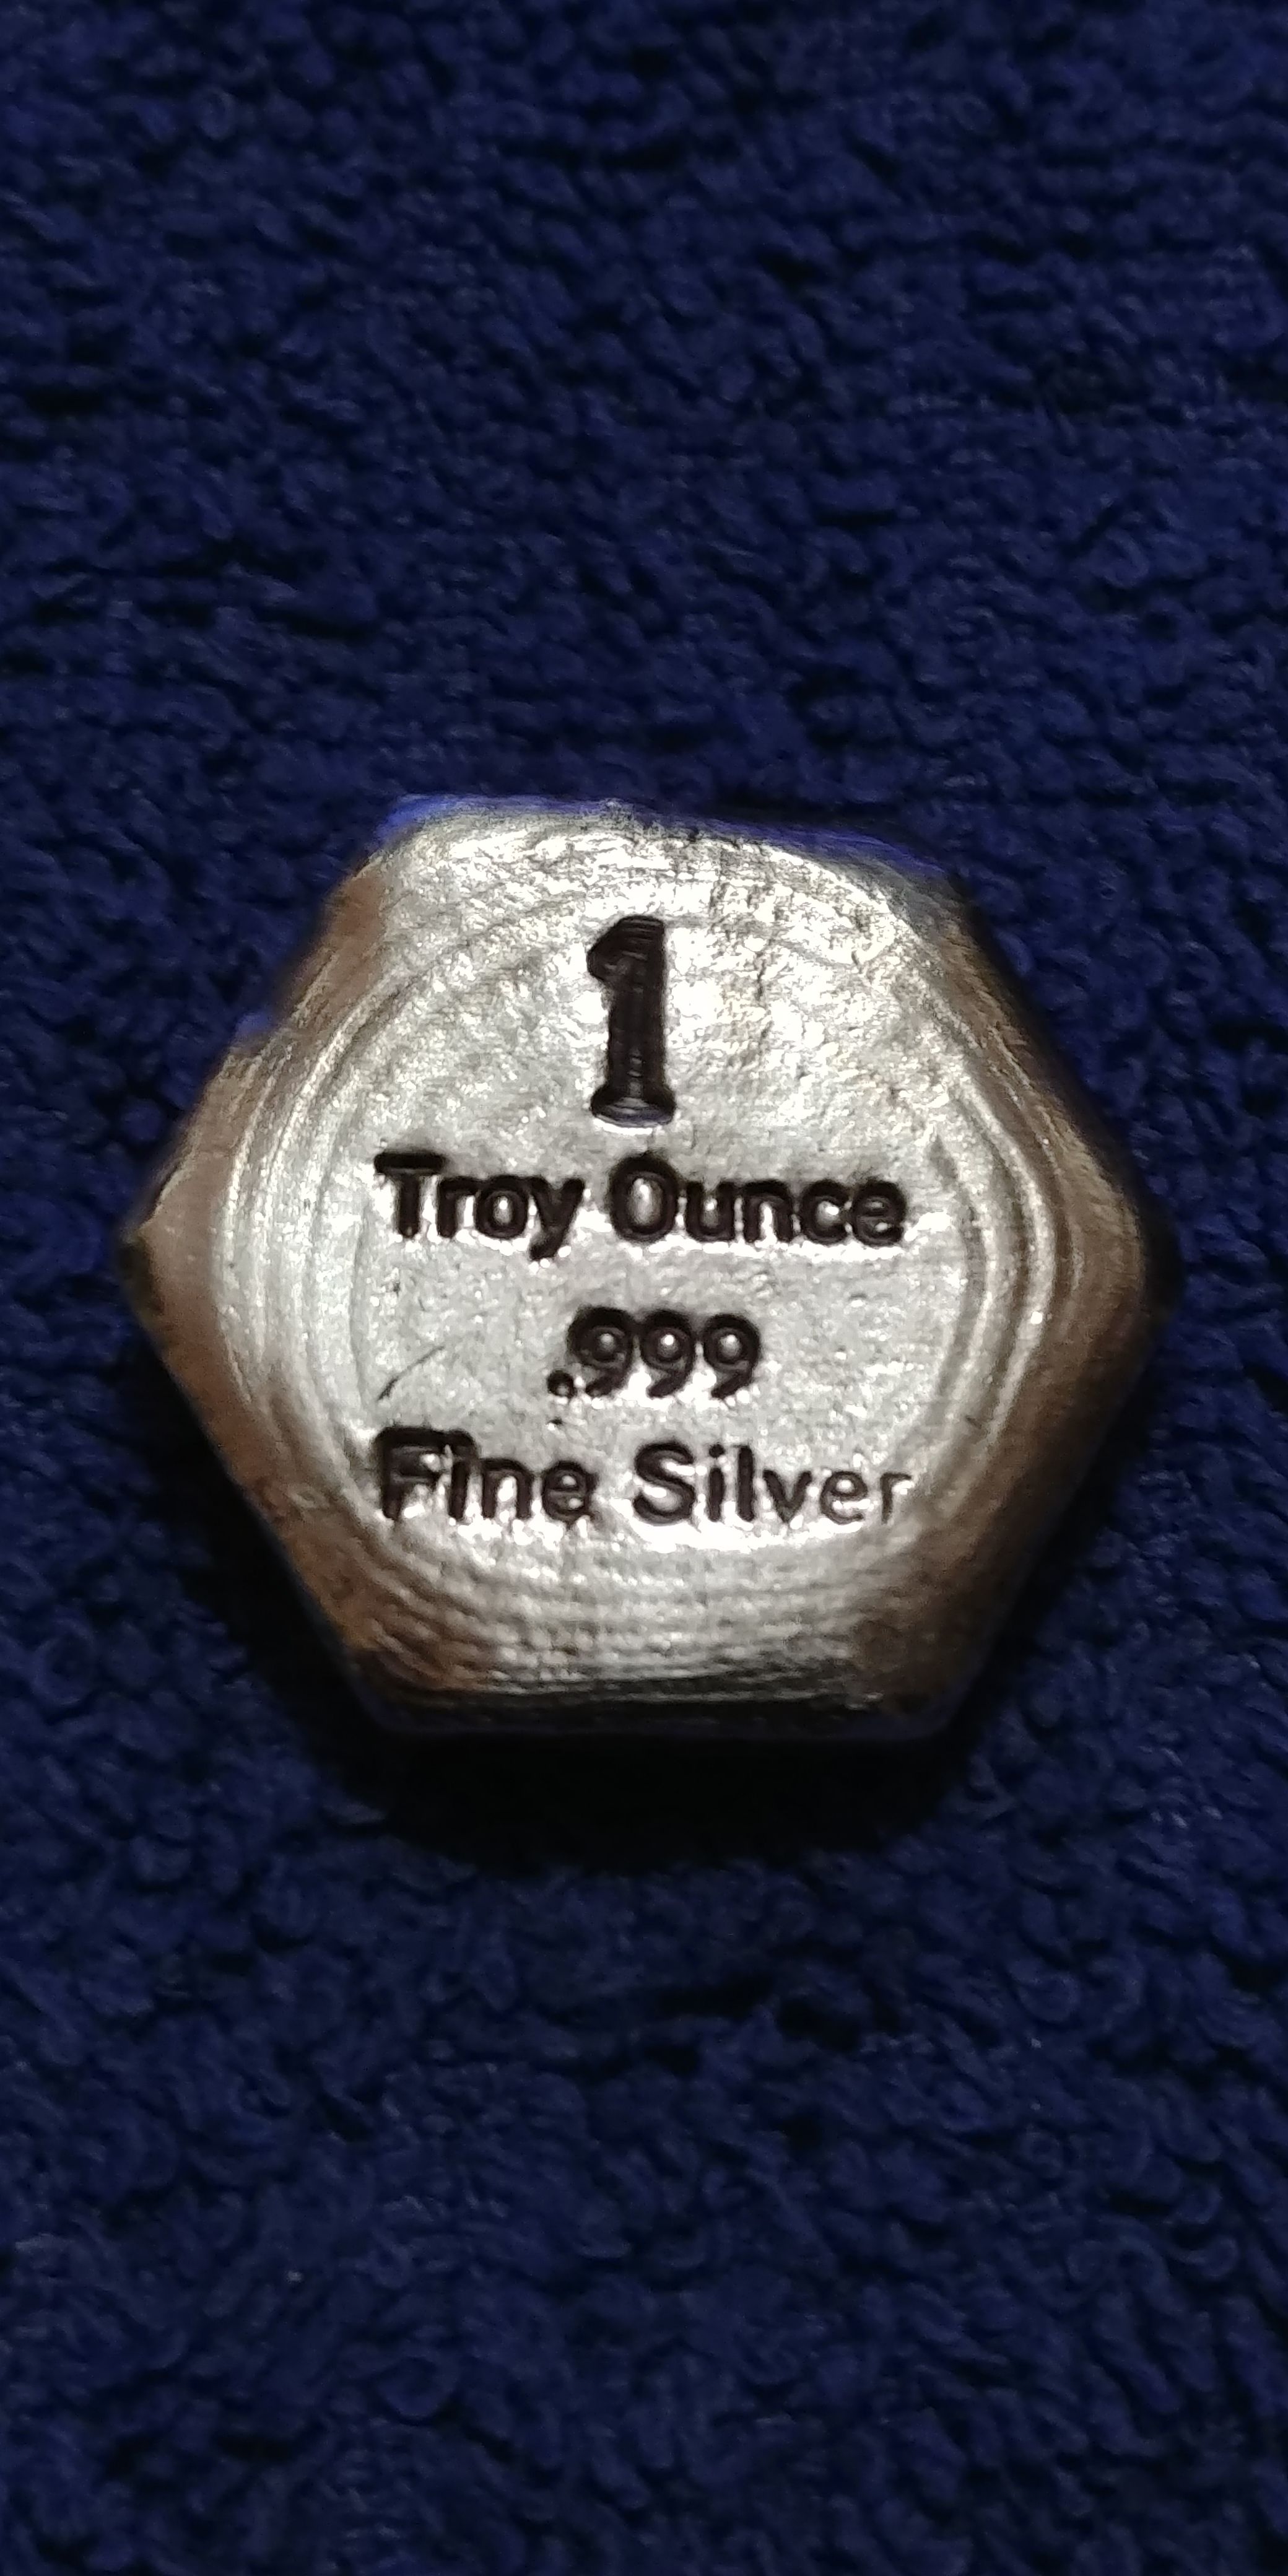 1
Troy Ounce
.999
Fine Silver